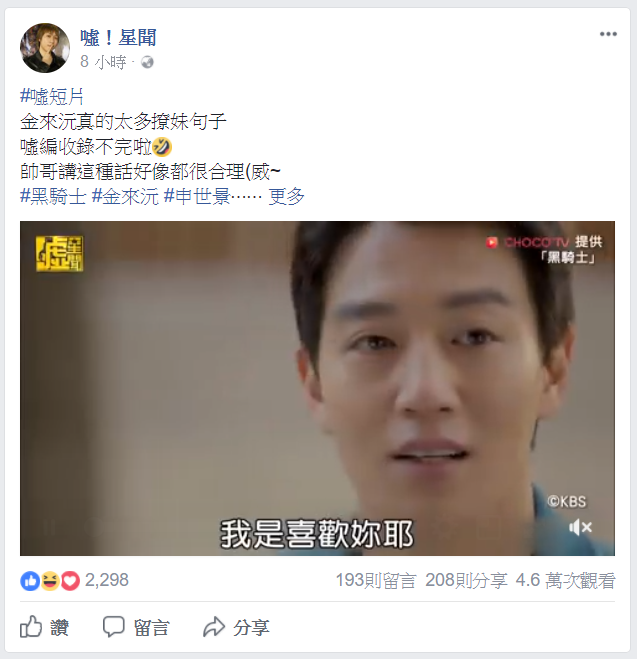 噓！星聞
8 小時
#噓短片
金來沅真的太多撩妹句子
噓編收錄不完啦🤣
帥哥講這種話好像都很合理(威~
#黑騎士 #金來沅 #申世景⋯⋯ 更多
噓星聞
CHOCO TV 提供
「黑騎士」
©KBS
我是喜歡妳耶
2,298
193則留言 208則分享 4.6 萬次觀看
讚 留言 分享